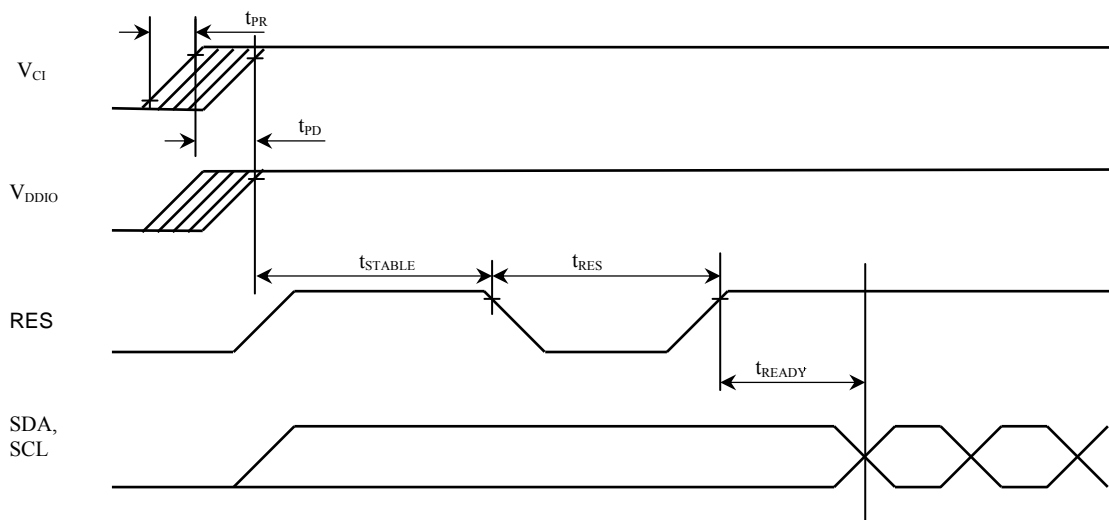 tPR
VCI
tPD
VDDIO
tSTABLE
tRES
RES
tREADY
SDA,
SCL